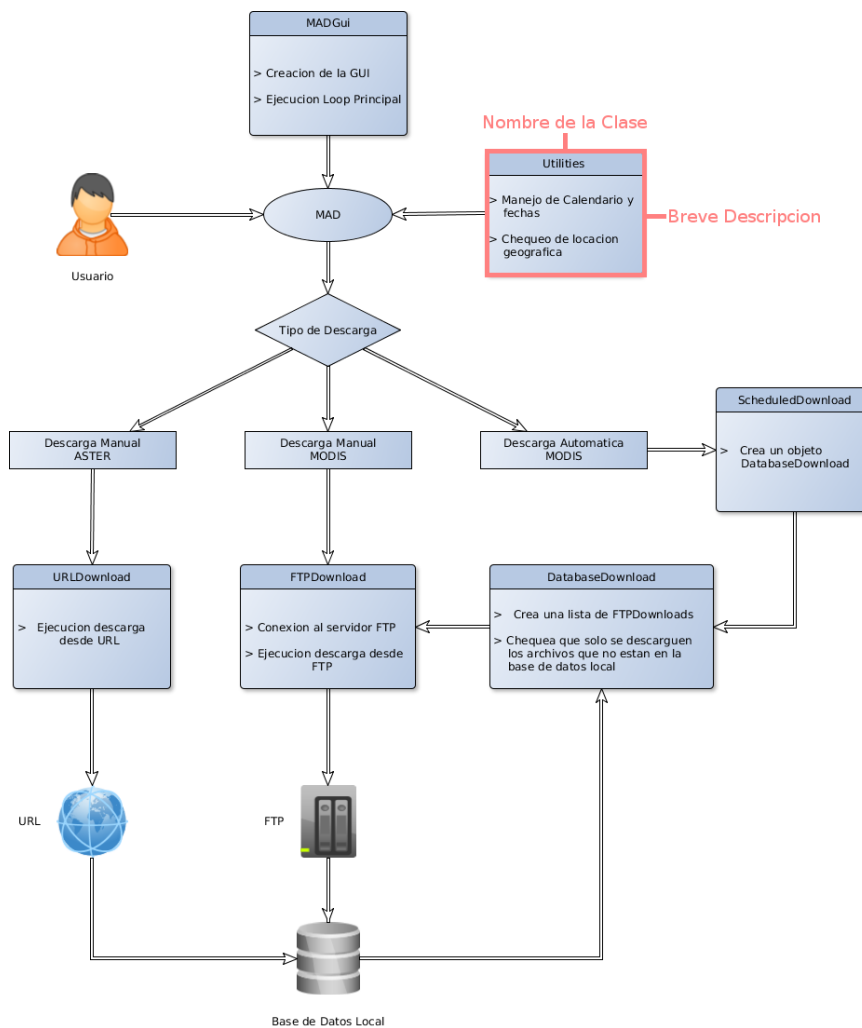 MADGui
> Creacion de la GUI
> Ejecucion Loop Principal
Nombre de la Clase
Utilities
> Manejo de Calendario y
fechas
> Chequeo de locacion
geografica
Breve Descripcion
MAD
Usuario
Tipo de Descarga
Descarga Manual
ASTER
Descarga Manual
MODIS
Descarga Automatica
MODIS
ScheduledDownload
> Crea un objeto
DatabaseDownload
URLDownload
> Ejecucion descarga
desde URL
FTPDownload
> Conexion al servidor FTP
> Ejecucion descarga desde
FTP
DatabaseDownload
> Crea una lista de FTPDownloads
> Chequea que solo se descarguen
los archivos que no estan en la
base de datos local
URL
FTP
Base de Datos Local